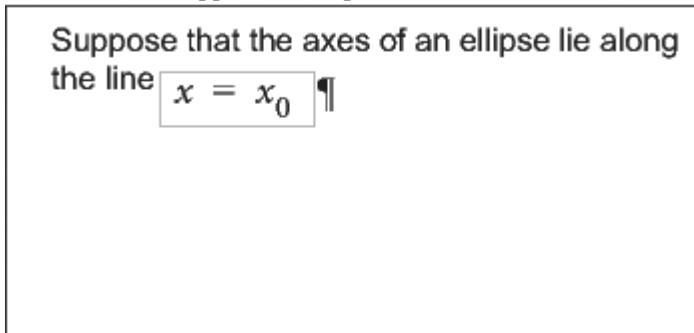 Suppose that the axes of an ellipse lie along
the line x = x₀ ¶